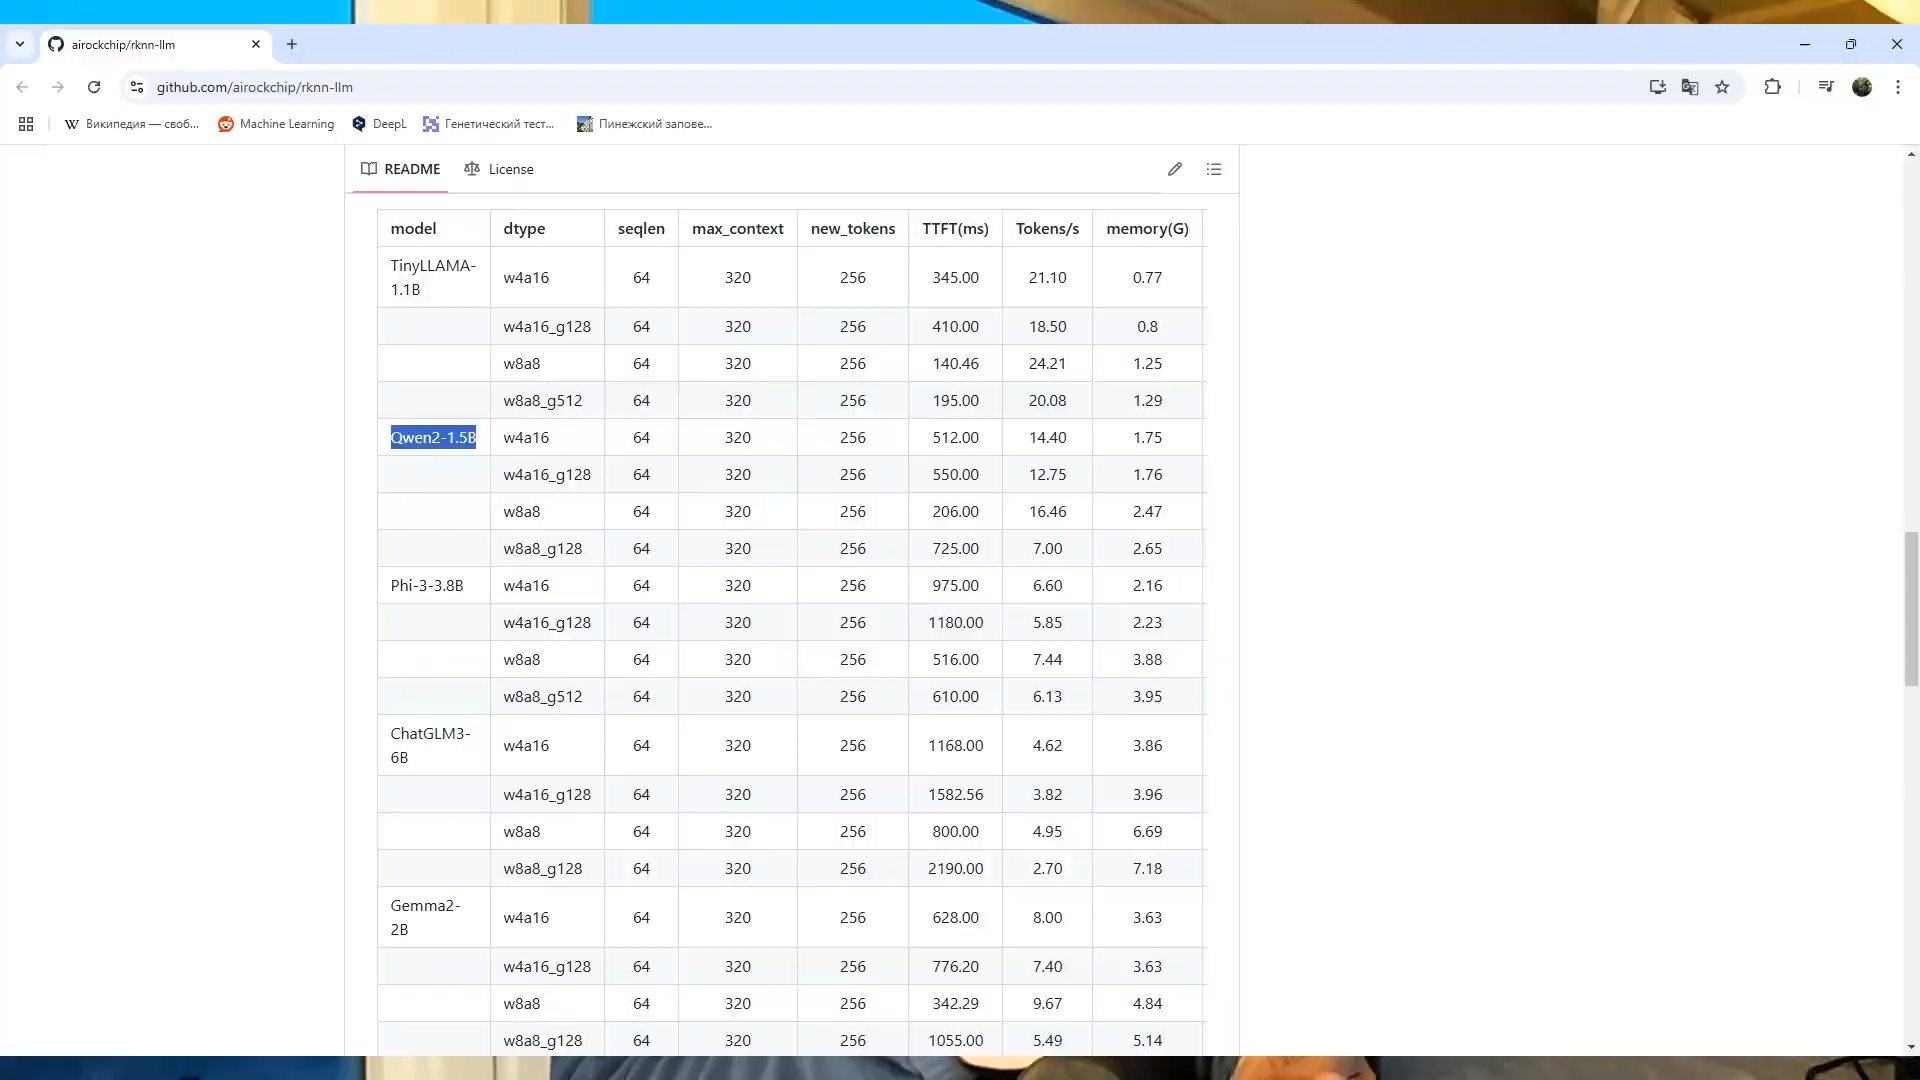 airockchip/rknn-llm
github.com/airockchip/rknn-llm
Википедия — своб...
Machine Learning
DeepL
Генетический тест...
Пинежский запове...
README
License
model dtype seqlen max_context new_tokens TTFT(ms) Tokens/s memory(G)
TinyLLAMA-
1.1B w4a16 64 320 256 345.00 21.10 0.77
w4a16_g128 64 320 256 410.00 18.50 0.8
w8a8 64 320 256 140.46 24.21 1.25
w8a8_g512 64 320 256 195.00 20.08 1.29
Qwen2-1.5B w4a16 64 320 256 512.00 14.40 1.75
w4a16_g128 64 320 256 550.00 12.75 1.76
w8a8 64 320 256 206.00 16.46 2.47
w8a8_g128 64 320 256 725.00 7.00 2.65
Phi-3-3.8B w4a16 64 320 256 975.00 6.60 2.16
w4a16_g128 64 320 256 1180.00 5.85 2.23
w8a8 64 320 256 516.00 7.44 3.88
w8a8_g512 64 320 256 610.00 6.13 3.95
ChatGLM3-
6B w4a16 64 320 256 1168.00 4.62 3.86
w4a16_g128 64 320 256 1582.56 3.82 3.96
w8a8 64 320 256 800.00 4.95 6.69
w8a8_g128 64 320 256 2190.00 2.70 7.18
Gemma2-
2B w4a16 64 320 256 628.00 8.00 3.63
w4a16_g128 64 320 256 776.20 7.40 3.63
w8a8 64 320 256 342.29 9.67 4.84
w8a8_g128 64 320 256 1055.00 5.49 5.14